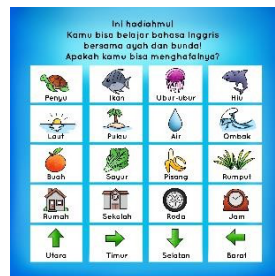 Ini hadiahmu!
Kamu bisa belajar bahasa Inggris
bersama ayah dan bunda!
Apakah kamu bisa menghafalnya?
Penyu Ikan Ubur-ubur Hiu
Laut Pulau Air Ombak
Buah Sayur Pisang Rumput
Rumah Sekolah Roda Jam
Utara Timur Selatan Barat